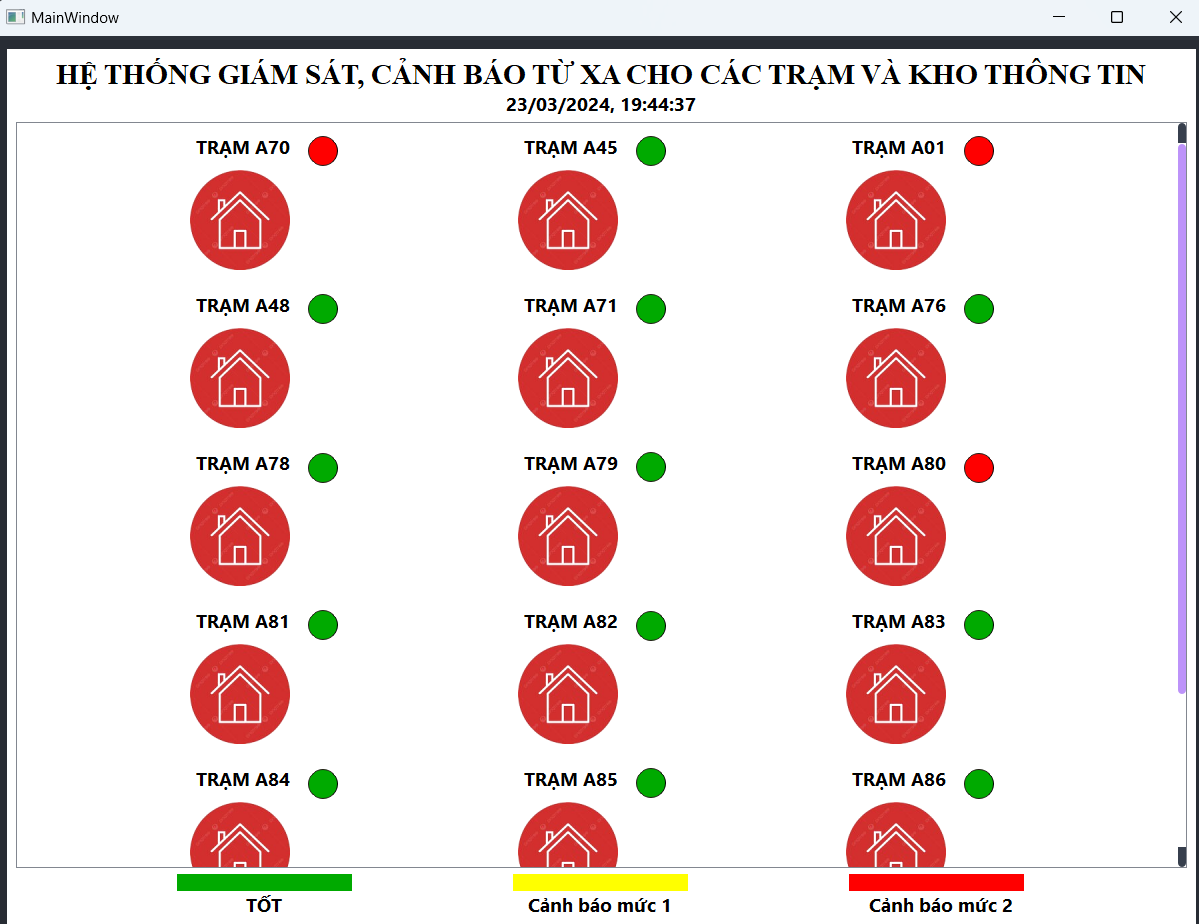 MainWindow
HỆ THỐNG GIÁM SÁT, CẢNH BÁO TỪ XA CHO CÁC TRẠM VÀ KHO THÔNG TIN
23/03/2024, 19:44:37
TRẠM A70 TRẠM A45 TRẠM A01
TRẠM A48 TRẠM A71 TRẠM A76
TRẠM A78 TRẠM A79 TRẠM A80
TRẠM A81 TRẠM A82 TRẠM A83
TRẠM A84 TRẠM A85 TRẠM A86
TỐT Cảnh báo mức 1 Cảnh báo mức 2